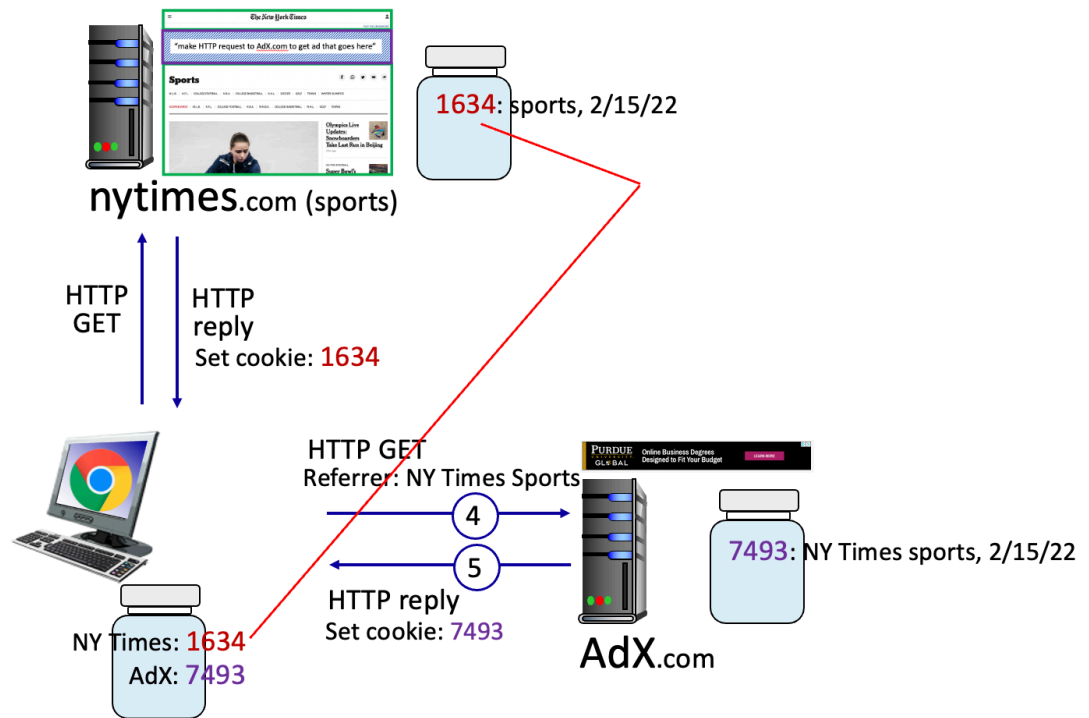 The New York Times
"make HTTP request to AdX.com to get ad that goes here"
Sports
Olympics Live
Updates:
Snowboarders
Take Last Run in Beijing
Super Bowl's
1634: sports, 2/15/22
nytimes.com (sports)
HTTP
GET
HTTP
reply
Set cookie: 1634
HTTP GET
Referrer: NY Times Sports
4
5
HTTP reply
Set cookie: 7493
PURDUE
UNIVERSITY
GLOBAL
Online Business Degrees
Designed to Fit Your Budget
LEARN MORE
7493: NY Times sports, 2/15/22
AdX.com
NY Times: 1634
AdX: 7493